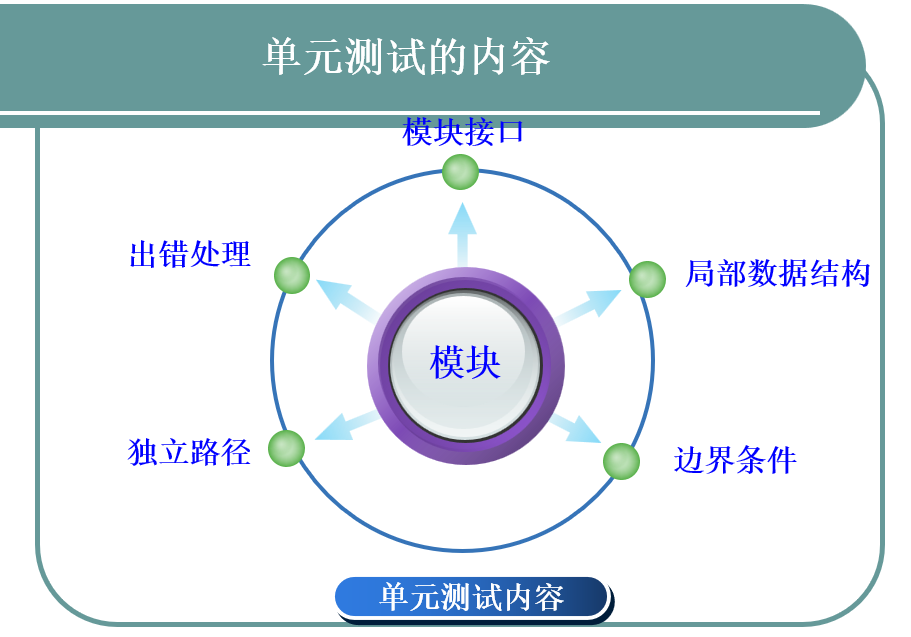 单元测试的内容
模块接口
出错处理
局部数据结构
模块
独立路径
边界条件
单元测试内容